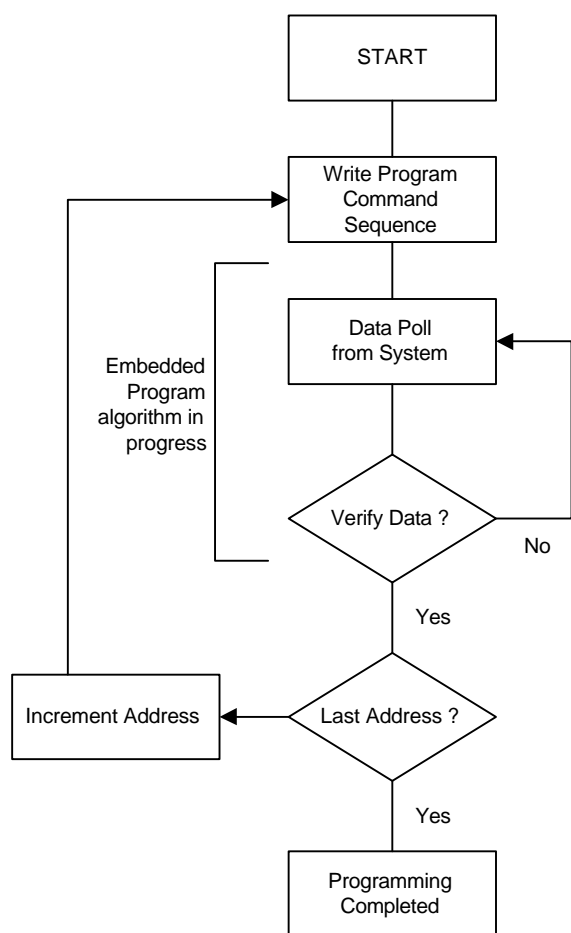 START
Write Program
Command
Sequence
Data Poll
from System
Embedded
Program
algorithm in
progress
Verify Data ?
No
Yes
Increment Address
Last Address ?
Yes
Programming
Completed